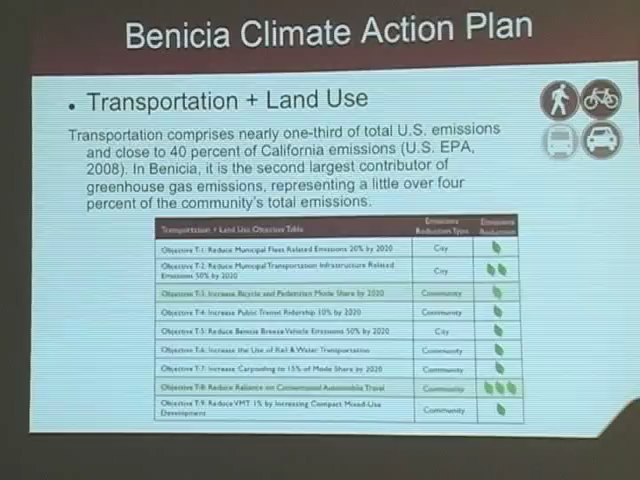 Benicia Climate Action Plan
• Transportation + Land Use
Transportation comprises nearly one-third of total U.S. emissions
and close to 40 percent of California emissions (U.S. EPA,
2008). In Benicia, it is the second largest contributor of
greenhouse gas emissions, representing a little over four
percent of the community's total emissions.
Transportation + Land Use Objective Table Emissions Reduction Type Emissions Reduction
Objective T-1: Reduce Municipal Fleet Related Emissions 20% by 2020 City
Objective T-2: Reduce Municipal Transportation Infrastructure Related
Emissions 50% by 2020 City
Objective T-3: Increase Bicycle and Pedestrian Mode Share by 2020 Community
Objective T-4: Increase Public Transit Ridership 10% by 2020 Community
Objective T-5: Reduce Benicia Breeze Vehicle Emissions 50% by 2020 City
Objective T-6: Increase the Use of Rail & Water Transportation Community
Objective T-7: Increase Carpooling to 15% of Mode Share by 2020 Community
Objective T-8: Reduce Reliance on Conventional Automobile Travel Community
Objective T-9: Reduce VMT 1% by Increasing Compact Mixed-Use
Development Community